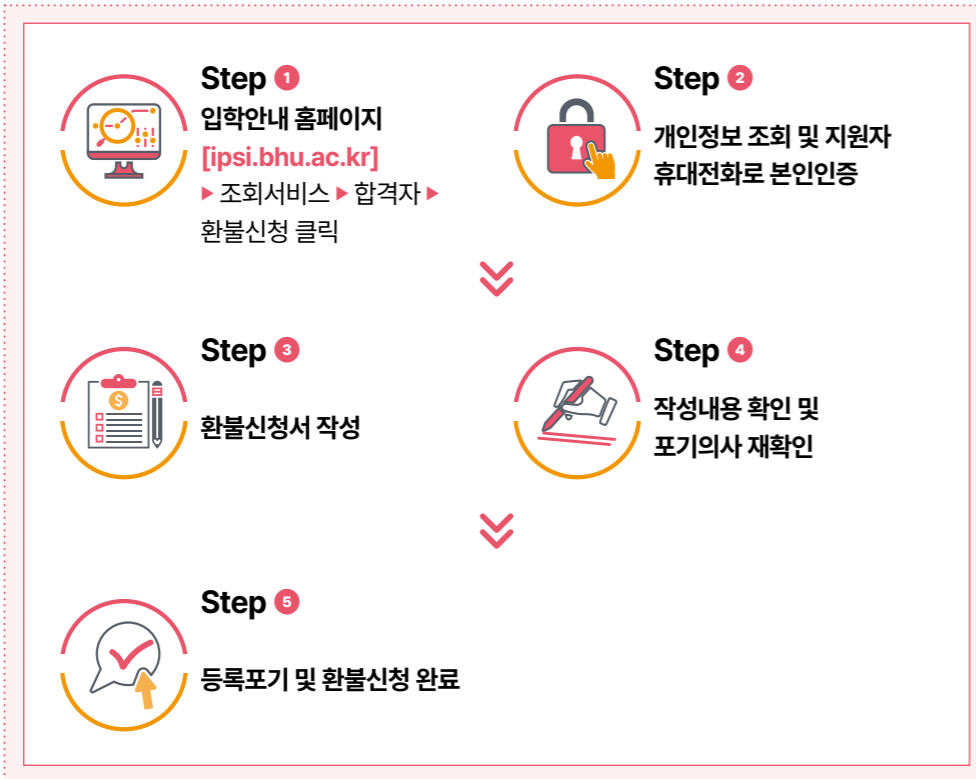 Step 1
입학안내 홈페이지
[ipsi.bhu.ac.kr]
▶ 조회서비스 ▶ 합격자 ▶
환불신청 클릭
Step 2
개인정보 조회 및 지원자
휴대전화로 본인인증
Step 3
환불신청서 작성
Step 4
작성내용 확인 및
포기의사 재확인
Step 5
등록포기 및 환불신청 완료